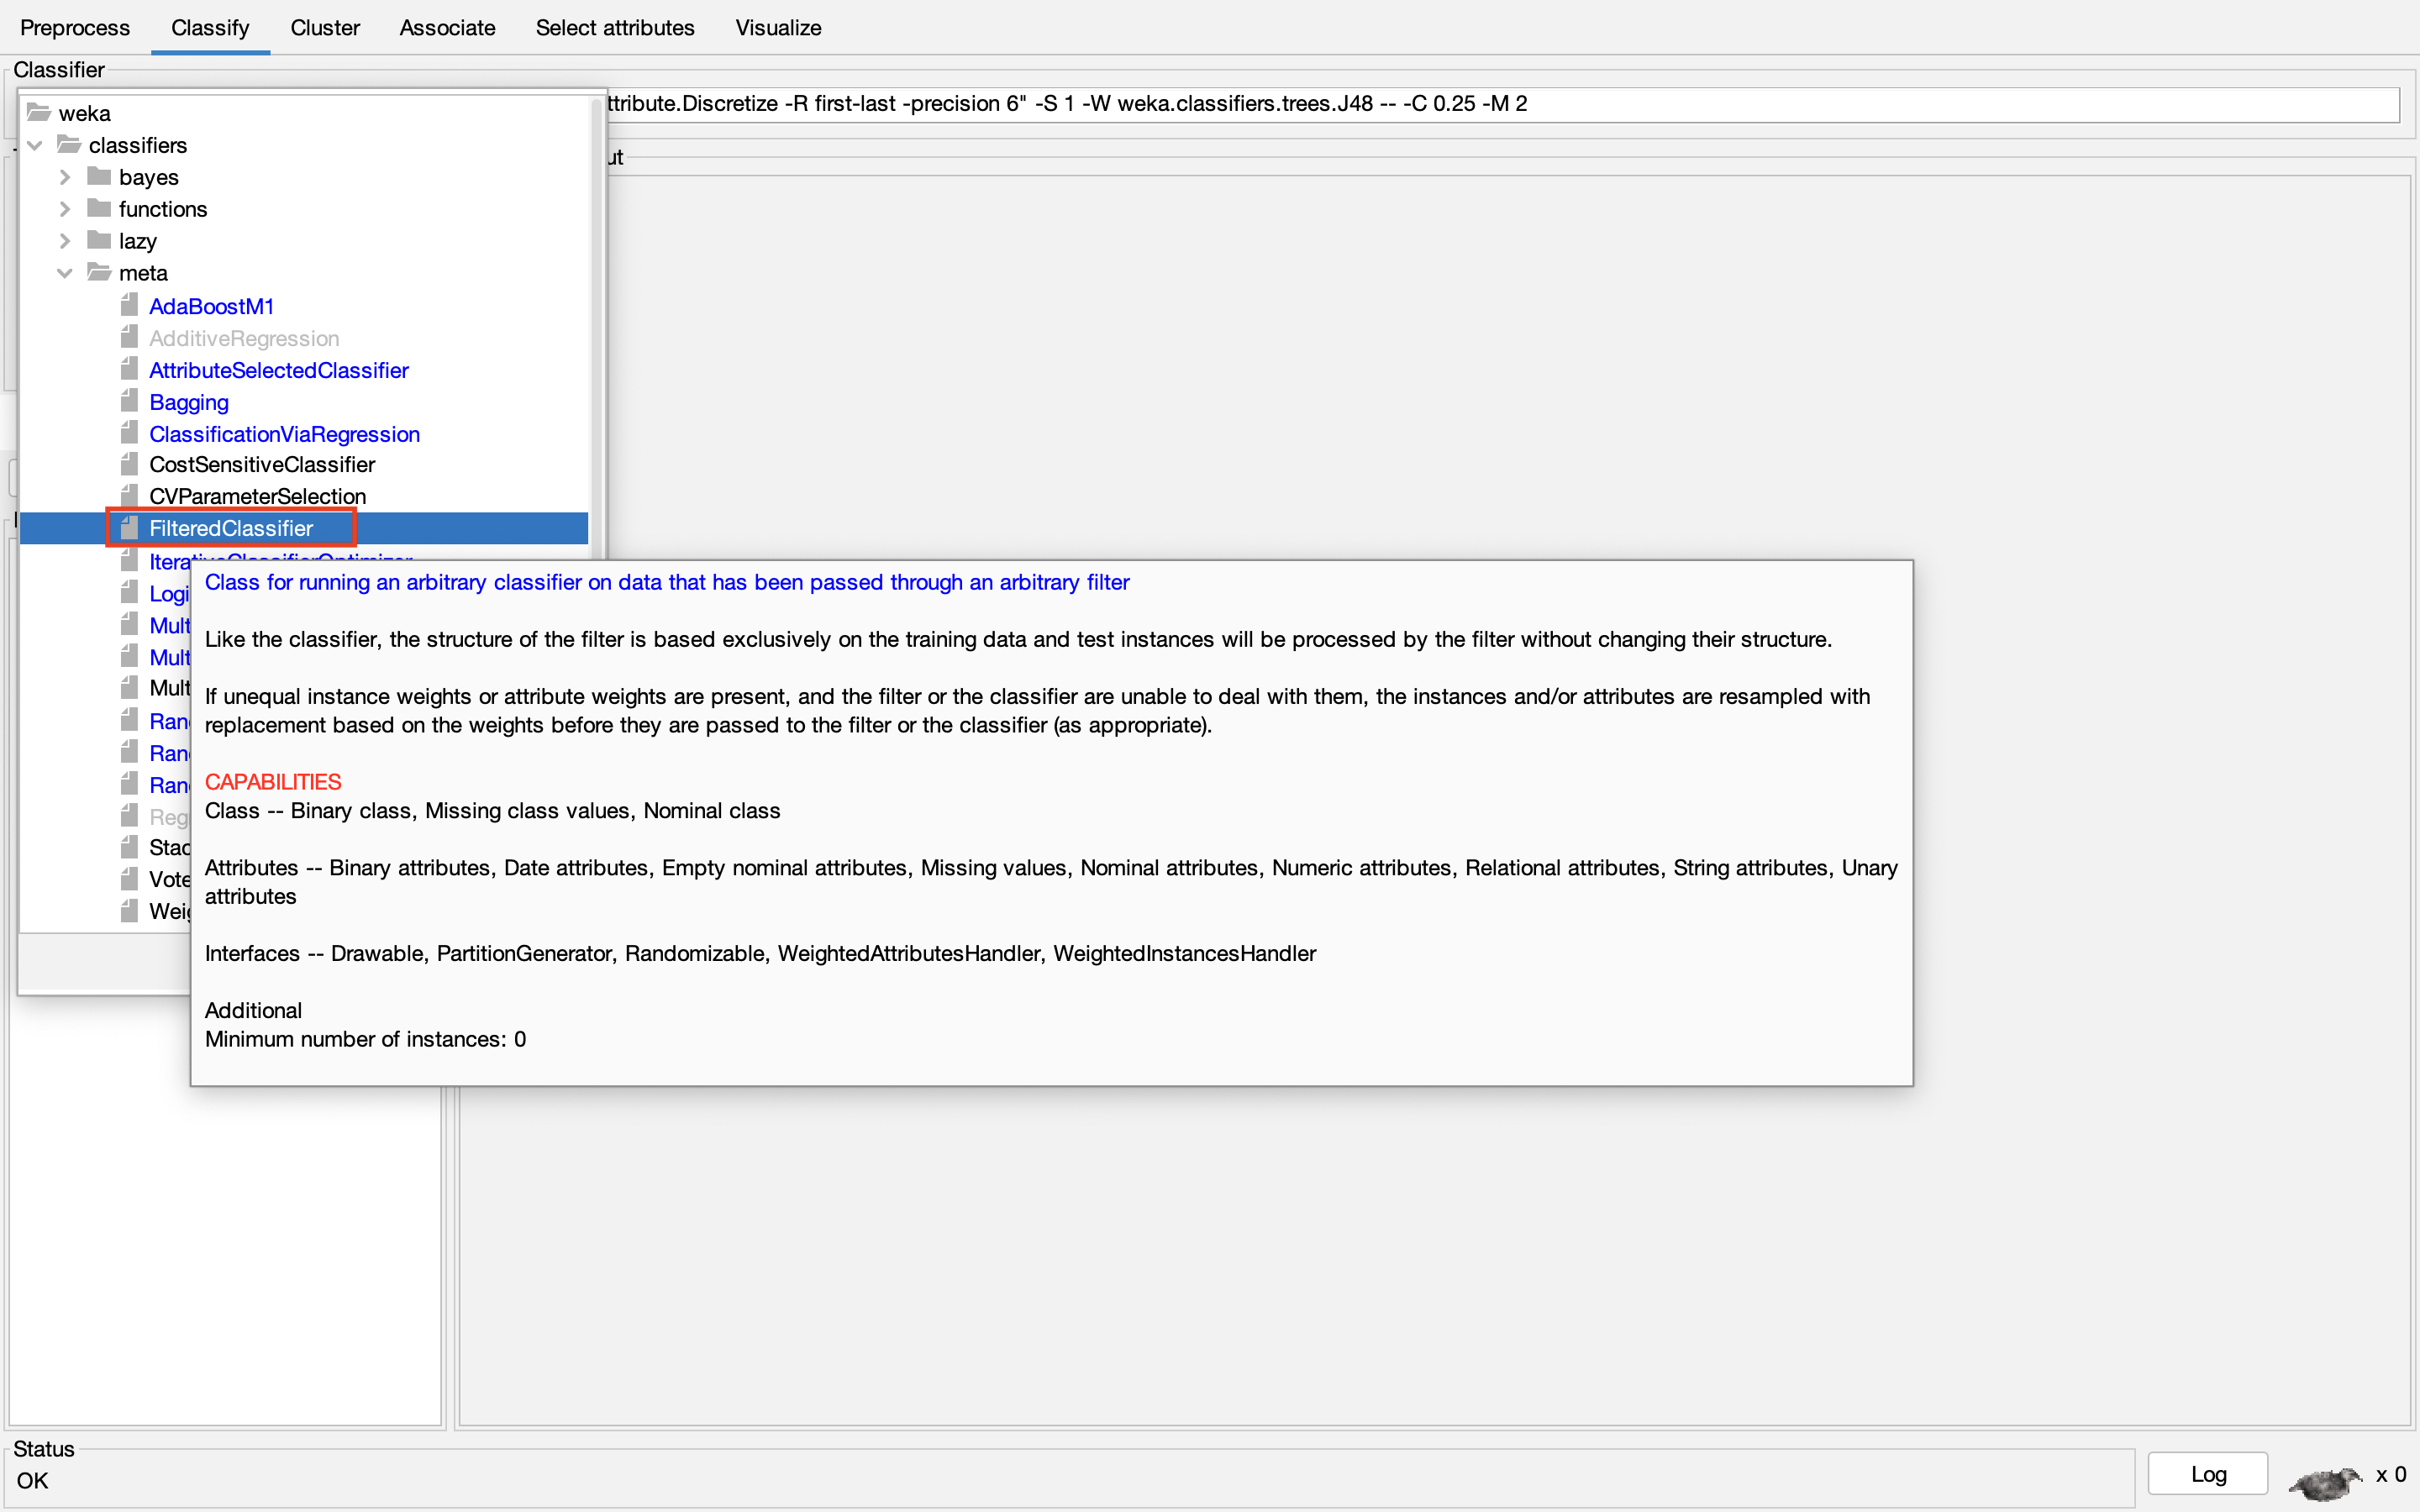 Preprocess Classify Cluster Associate Select attributes Visualize
Classifier
ttribute.Discretize -R first-last -precision 6" -S 1 -W weka.classifiers.trees.J48 -- -C 0.25 -M 2
weka
classifiers
ut
bayes
functions
lazy
meta
AdaBoostM1
AdditiveRegression
AttributeSelectedClassifier
Bagging
ClassificationViaRegression
CostSensitiveClassifier
CVParameterSelection
FilteredClassifier
IterativeClassifierOptimizer
Class for running an arbitrary classifier on data that has been passed through an arbitrary filter
Logi
Mult
Like the classifier, the structure of the filter is based exclusively on the training data and test instances will be processed by the filter without changing their structure.
Mult
Mult
If unequal instance weights or attribute weights are present, and the filter or the classifier are unable to deal with them, the instances and/or attributes are resampled with
Ran
replacement based on the weights before they are passed to the filter or the classifier (as appropriate).
Ran
Ran
CAPABILITIES
Class -- Binary class, Missing class values, Nominal class
Reg
Stac
Attributes -- Binary attributes, Date attributes, Empty nominal attributes, Missing values, Nominal attributes, Numeric attributes, Relational attributes, String attributes, Unary
Vote
attributes
Wei
Interfaces -- Drawable, PartitionGenerator, Randomizable, WeightedAttributesHandler, WeightedInstancesHandler
Additional
Minimum number of instances: 0
Status
OK
Log
x 0